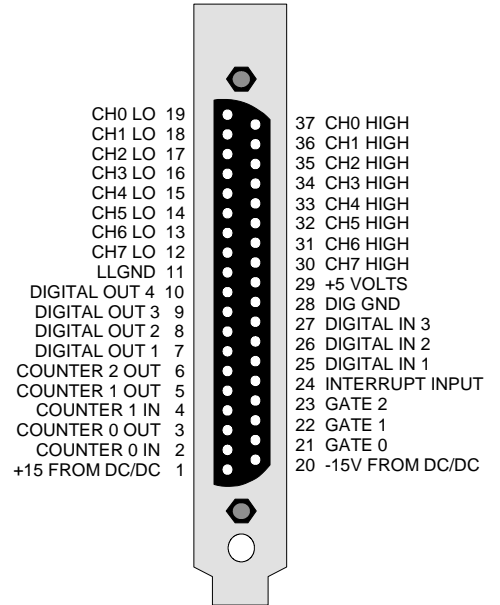 CH0 LO 19
CH1 LO 18
CH2 LO 17
CH3 LO 16
CH4 LO 15
CH5 LO 14
CH6 LO 13
CH7 LO 12
LLGND 11
DIGITAL OUT 4 10
DIGITAL OUT 3 9
DIGITAL OUT 2 8
DIGITAL OUT 1 7
COUNTER 2 OUT 6
COUNTER 1 OUT 5
COUNTER 1 IN 4
COUNTER 0 OUT 3
COUNTER 0 IN 2
+15 FROM DC/DC 1
37 CH0 HIGH
36 CH1 HIGH
35 CH2 HIGH
34 CH3 HIGH
33 CH4 HIGH
32 CH5 HIGH
31 CH6 HIGH
30 CH7 HIGH
29 +5 VOLTS
28 DIG GND
27 DIGITAL IN 3
26 DIGITAL IN 2
25 DIGITAL IN 1
24 INTERRUPT INPUT
23 GATE 2
22 GATE 1
21 GATE 0
20 -15V FROM DC/DC